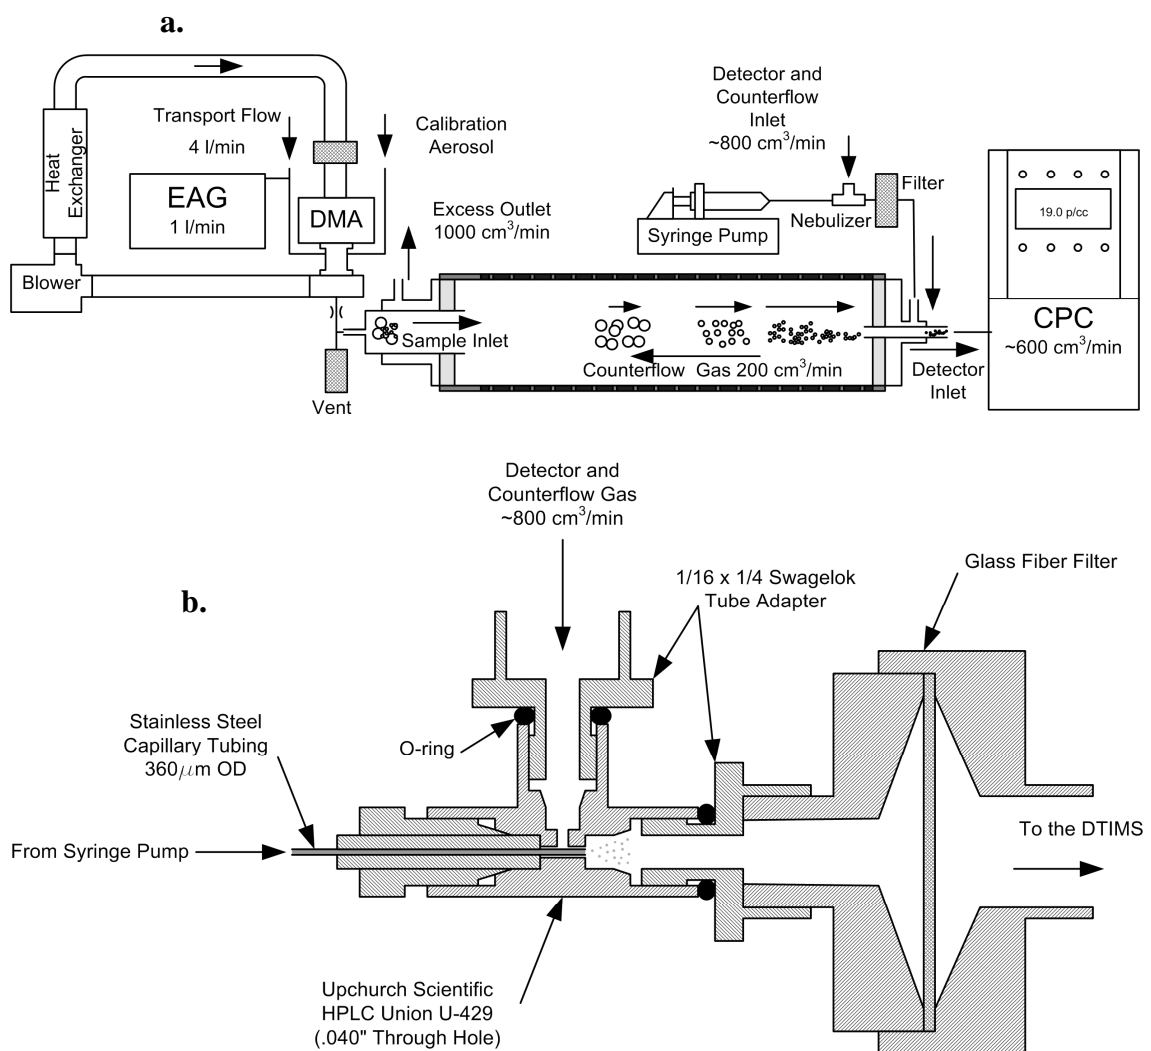 a.
Transport Flow
4 l/min
Calibration
Aerosol
Heat
Exchanger
EAG
1 l/min
DMA
Blower
Excess Outlet
1000 cm³/min
Sample Inlet
Vent
Detector and
Counterflow
Inlet
~800 cm³/min
Syringe Pump
Nebulizer
Filter
Counterflow Gas 200 cm³/min
Detector
Inlet
19.0 p/cc
CPC
~600 cm³/min
b.
Detector and
Counterflow Gas
~800 cm³/min
1/16 x 1/4 Swagelok
Tube Adapter
Glass Fiber Filter
Stainless Steel
Capillary Tubing
360μm OD
O-ring
From Syringe Pump
To the DTIMS
Upchurch Scientific
HPLC Union U-429
(.040" Through Hole)